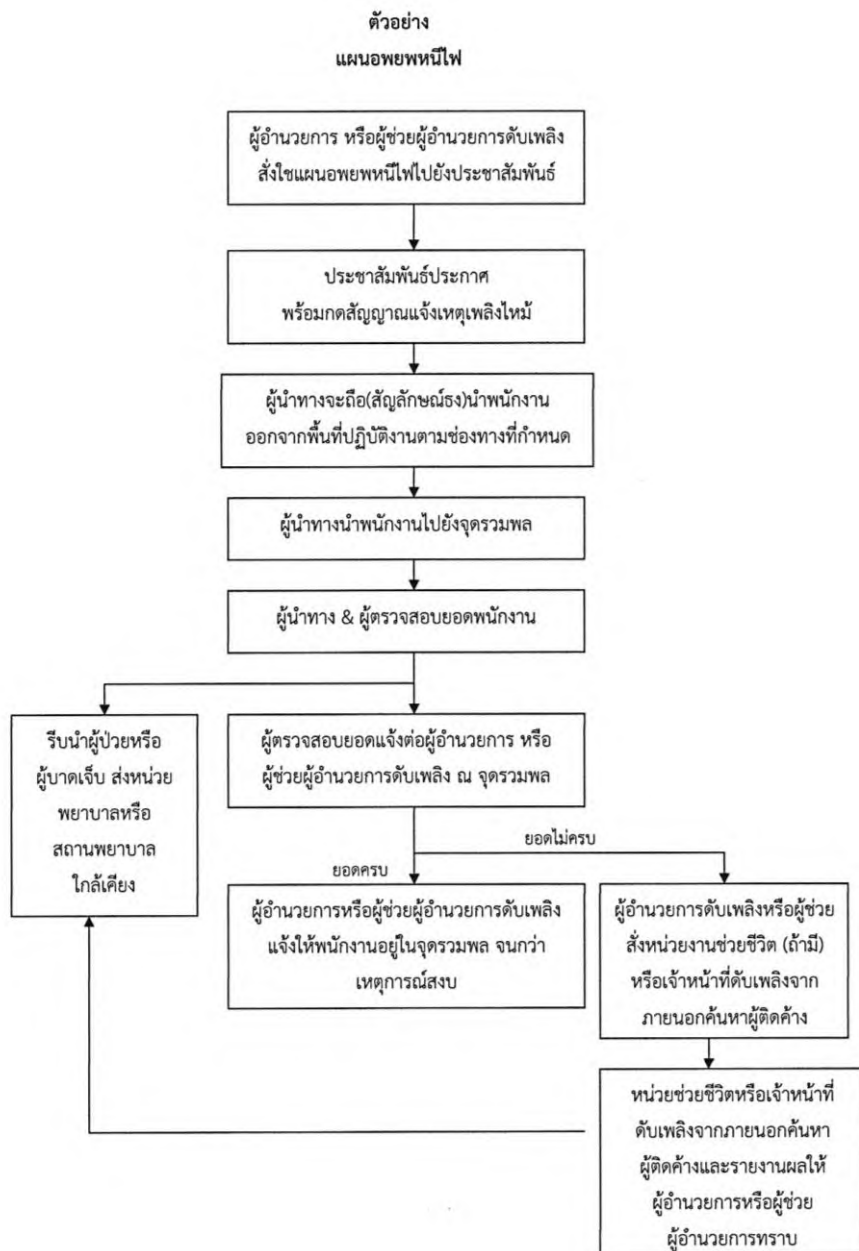 ตัวอย่าง
แผนอพยพหนีไฟ
ผู้อำนวยการ หรือผู้ช่วยผู้อำนวยการดับเพลิง
สั่งใชแผนอพยพหนีไฟไปยังประชาสัมพันธ์
ประชาสัมพันธ์ประกาศ
พร้อมกดสัญญาณแจ้งเหตุเพลิงไหม้
ผู้นำทางจะถือ(สัญลักษณ์ธง)นำพนักงาน
ออกจากพื้นที่ปฏิบัติงานตามช่องทางที่กำหนด
ผู้นำทางนำพนักงานไปยังจุดรวมพล
ผู้นำทาง & ผู้ตรวจสอบยอดพนักงาน
รีบนำผู้ป่วยหรือ
ผู้บาดเจ็บ ส่งหน่วย
พยาบาลหรือ
สถานพยาบาล
ใกล้เคียง
ผู้ตรวจสอบยอดแจ้งต่อผู้อำนวยการ หรือ
ผู้ช่วยผู้อำนวยการดับเพลิง ณ จุดรวมพล
ยอดไม่ครบ
ยอดครบ
ผู้อำนวยการหรือผู้ช่วยผู้อำนวยการดับเพลิง
แจ้งให้พนักงานอยู่ในจุดรวมพล จนกว่า
เหตุการณ์สงบ
ผู้อำนวยการดับเพลิงหรือผู้ช่วย
สั่งหน่วยงานช่วยชีวิต (ถ้ามี)
หรือเจ้าหน้าที่ดับเพลิงจาก
ภายนอกค้นหาผู้ติดค้าง
หน่วยช่วยชีวิตหรือเจ้าหน้าที่
ดับเพลิงจากภายนอกค้นหา
ผู้ติดค้างและรายงานผลให้
ผู้อำนวยการหรือผู้ช่วย
ผู้อำนวยการทราบ